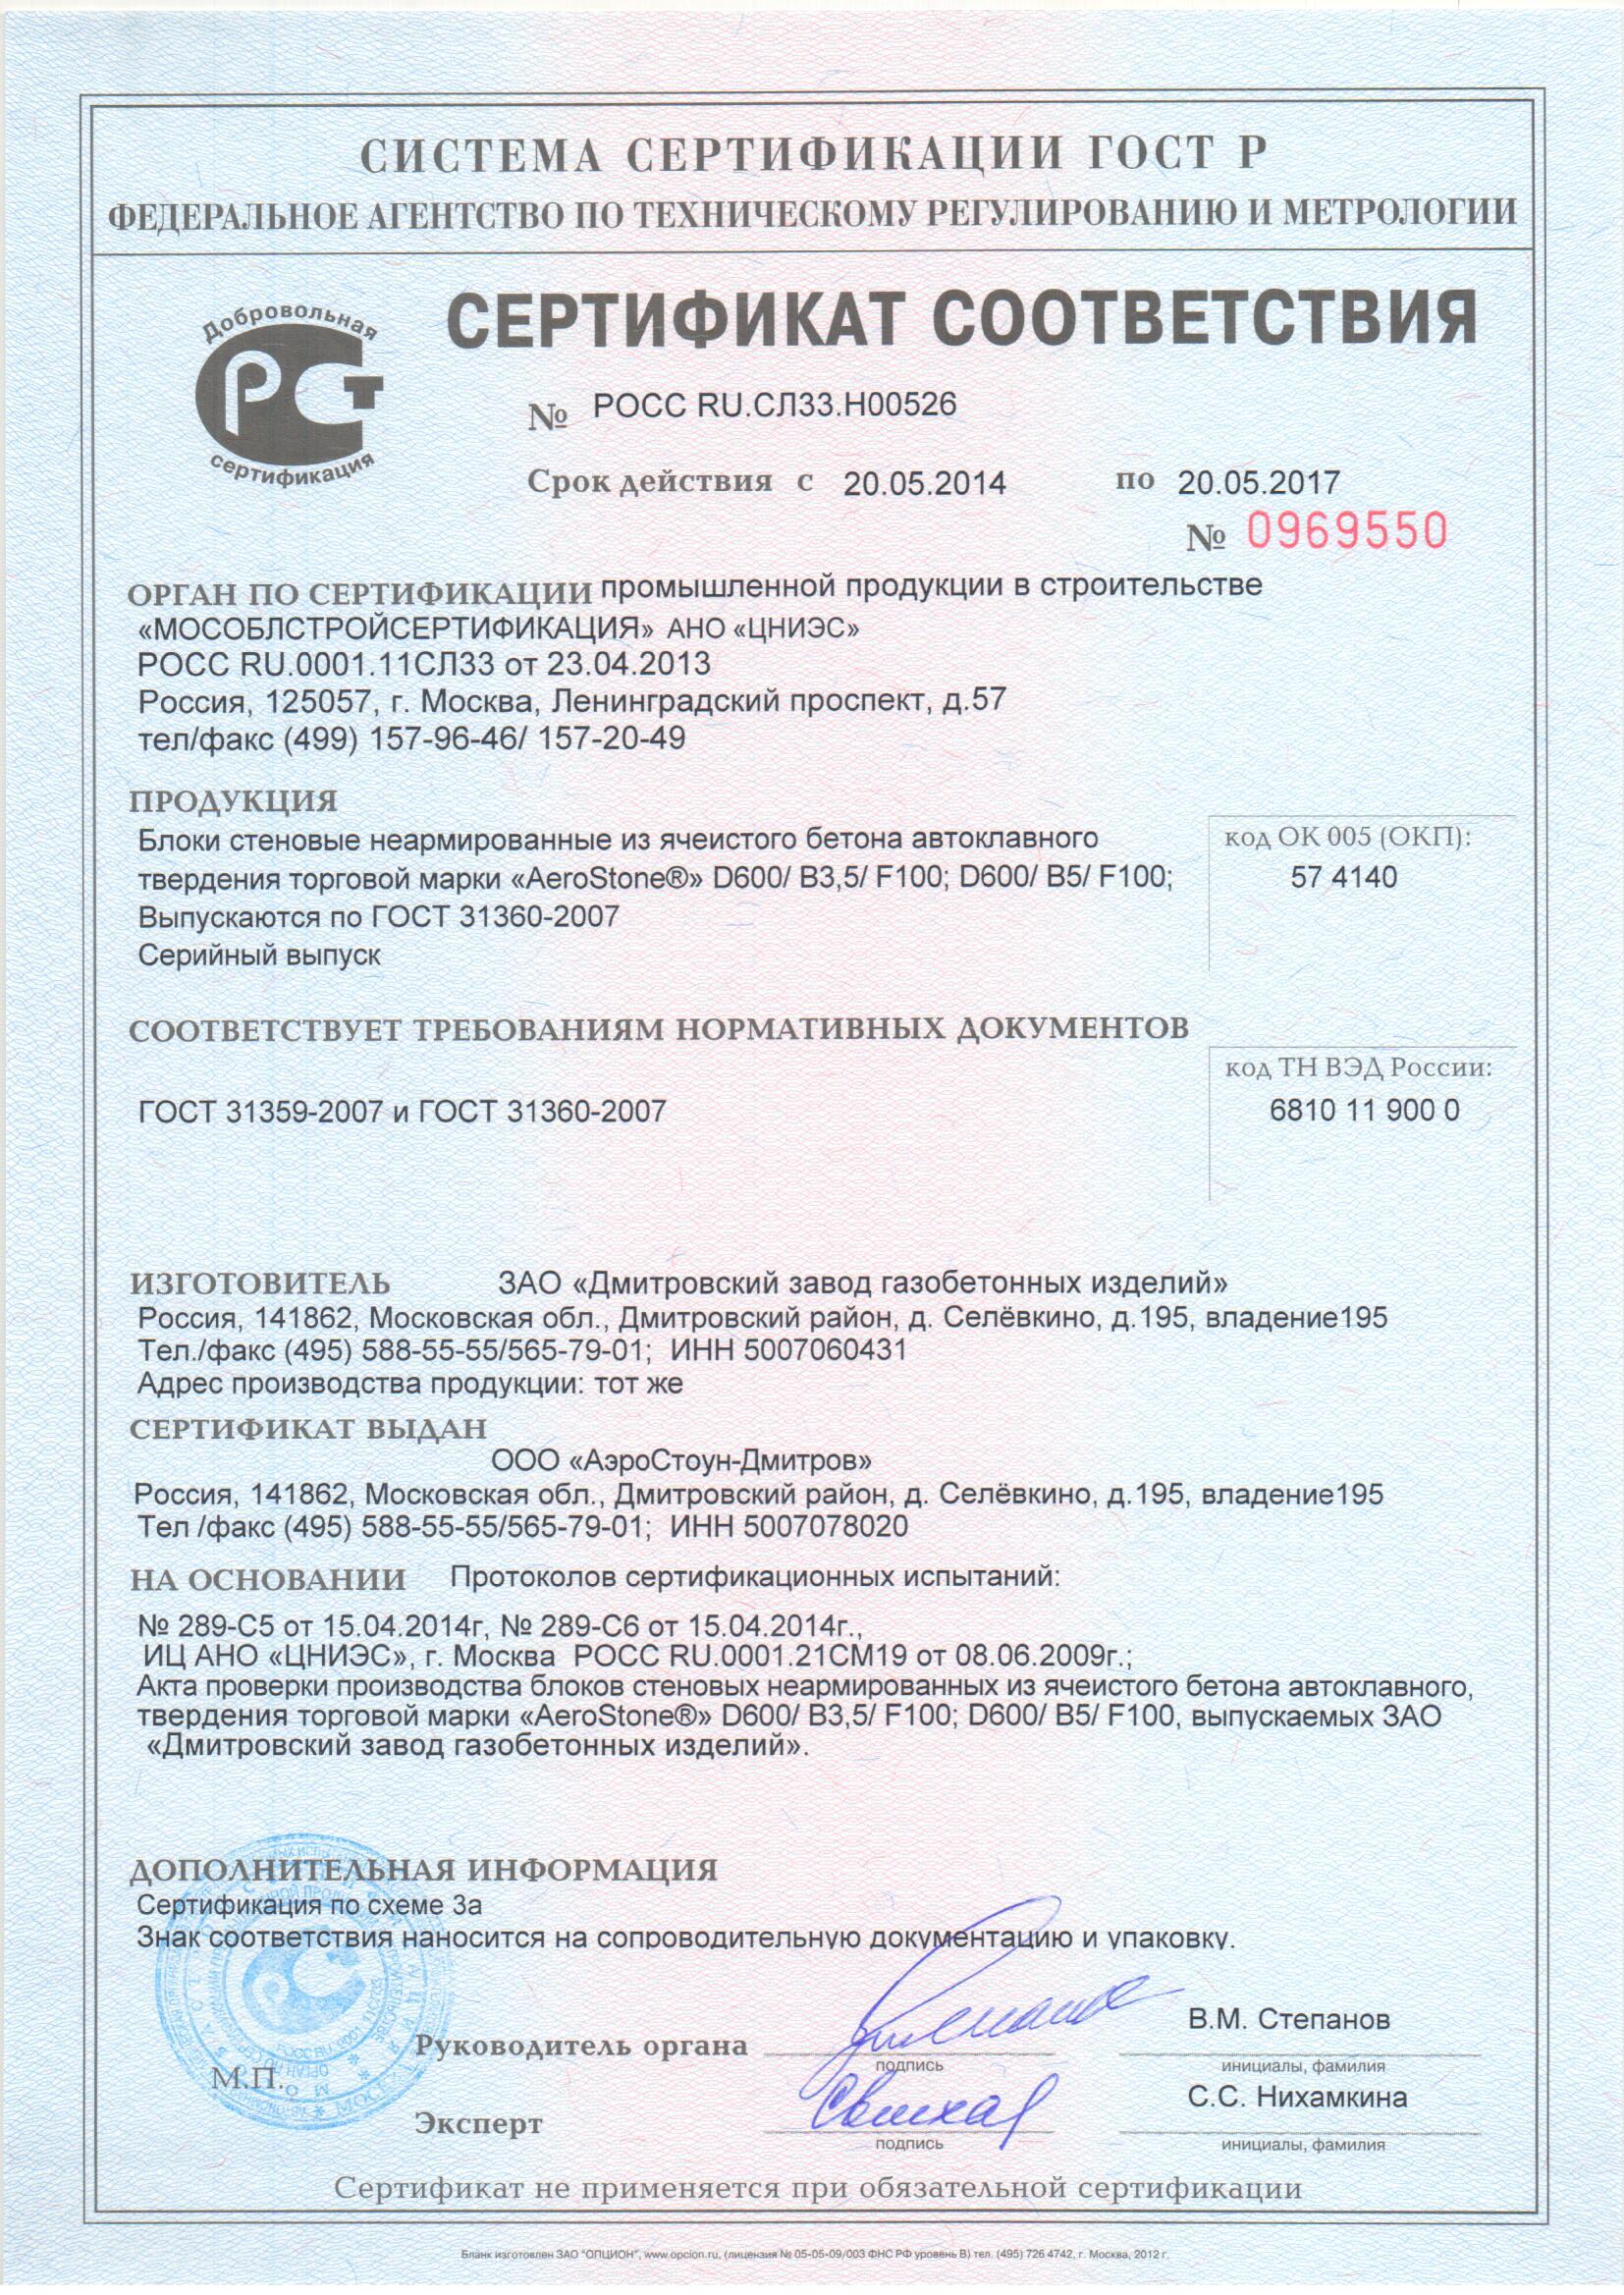 СИСТЕМА СЕРТИФИКАЦИИ ГОСТ Р
ФЕДЕРАЛЬНОЕ АГЕНТСТВО ПО ТЕХНИЧЕСКОМУ РЕГУЛИРОВАНИЮ И МЕТРОЛОГИИ
Добровольная
РСТ
сертификация
СЕРТИФИКАТ СООТВЕТСТВИЯ
№ РОСС RU.СЛ33.Н00526
Срок действия с 20.05.2014 по 20.05.2017
№ 0969550
ОРГАН ПО СЕРТИФИКАЦИИ промышленной продукции в строительстве
«МОСОБЛСТРОЙСЕРТИФИКАЦИЯ» АНО «ЦНИЭС»
РОСС RU.0001.11СЛ33 от 23.04.2013
Россия, 125057, г. Москва, Ленинградский проспект, д.57
тел/факс (499) 157-96-46/ 157-20-49
ПРОДУКЦИЯ
Блоки стеновые неармированные из ячеистого бетона автоклавного
твердения торговой марки «AeroStone®» D600/ В3,5/ F100; D600/ В5/ F100;
Выпускаются по ГОСТ 31360-2007
Серийный выпуск
код ОК 005 (ОКП):
57 4140
СООТВЕТСТВУЕТ ТРЕБОВАНИЯМ НОРМАТИВНЫХ ДОКУМЕНТОВ
ГОСТ 31359-2007 и ГОСТ 31360-2007
код ТН ВЭД России:
6810 11 900 0
ИЗГОТОВИТЕЛЬ ЗАО «Дмитровский завод газобетонных изделий»
Россия, 141862, Московская обл., Дмитровский район, д. Селёвкино, д.195, владение195
Тел./факс (495) 588-55-55/565-79-01; ИНН 5007060431
Адрес производства продукции: тот же
СЕРТИФИКАТ ВЫДАН
ООО «АэроСтоун-Дмитров»
Россия, 141862, Московская обл., Дмитровский район, д. Селёвкино, д.195, владение195
Тел /факс (495) 588-55-55/565-79-01; ИНН 5007078020
НА ОСНОВАНИИ Протоколов сертификационных испытаний:
№ 289-С5 от 15.04.2014г, № 289-С6 от 15.04.2014г.,
ИЦ АНО «ЦНИЭС», г. Москва РОСС RU.0001.21СМ19 от 08.06.2009г.;
Акта проверки производства блоков стеновых неармированных из ячеистого бетона автоклавного,
твердения торговой марки «AeroStone®» D600/ В3,5/ F100; D600/ В5/ F100, выпускаемых ЗАО
«Дмитровский завод газобетонных изделий».
ДОПОЛНИТЕЛЬНАЯ ИНФОРМАЦИЯ
Сертификация по схеме 3а
Знак соответствия наносится на сопроводительную документацию и упаковку.
М.П.
Руководитель органа
подпись
В.М. Степанов
инициалы, фамилия
Эксперт
подпись
С.С. Нихамкина
инициалы, фамилия
Сертификат не применяется при обязательной сертификации
Бланк изготовлен ЗАО "ОПЦИОН", www.opcion.ru, (лицензия № 05-05-09/003 ФНС РФ уровень В) тел. (495) 726 4742, г. Москва, 2012 г.